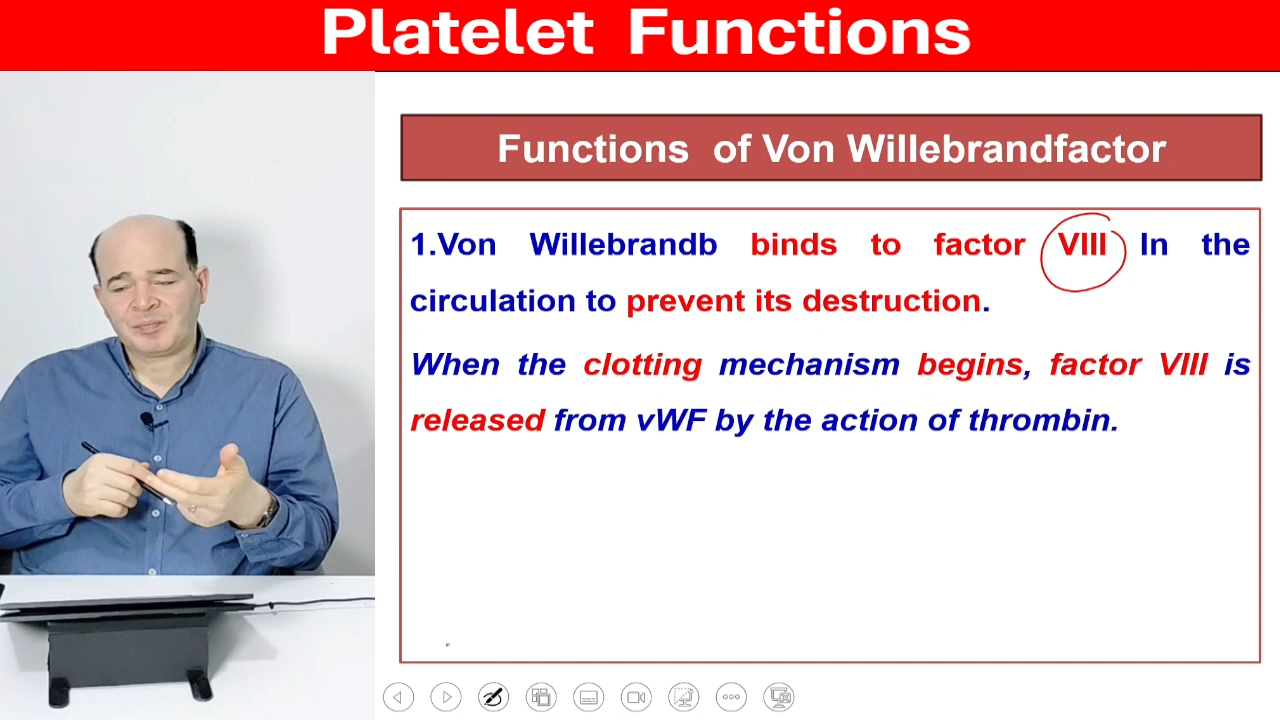 Platelet Functions
Functions of Von Willebrandfactor
1.Von Willebrandb binds to factor VIII In the
circulation to prevent its destruction.
When the clotting mechanism begins, factor VIII is
released from vWF by the action of thrombin.